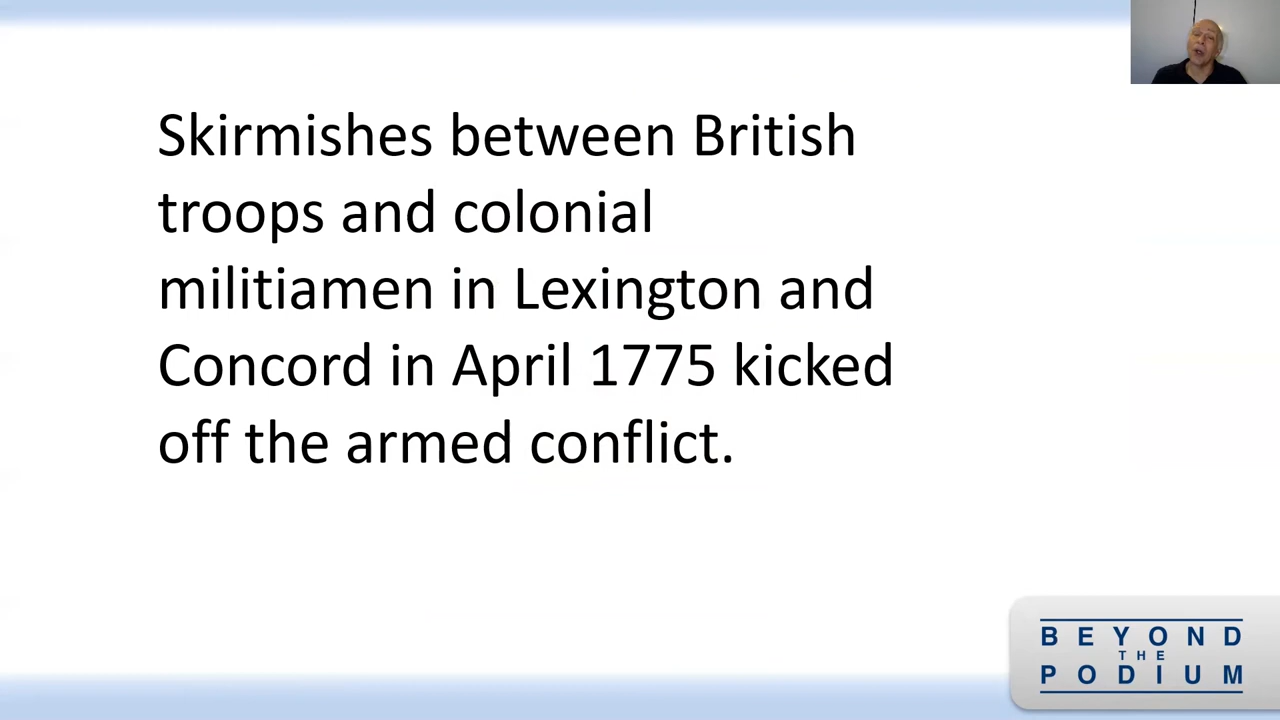 Skirmishes between British
troops and colonial
militiamen in Lexington and
Concord in April 1775 kicked
off the armed conflict.
BEYOND
THE
PODIUM